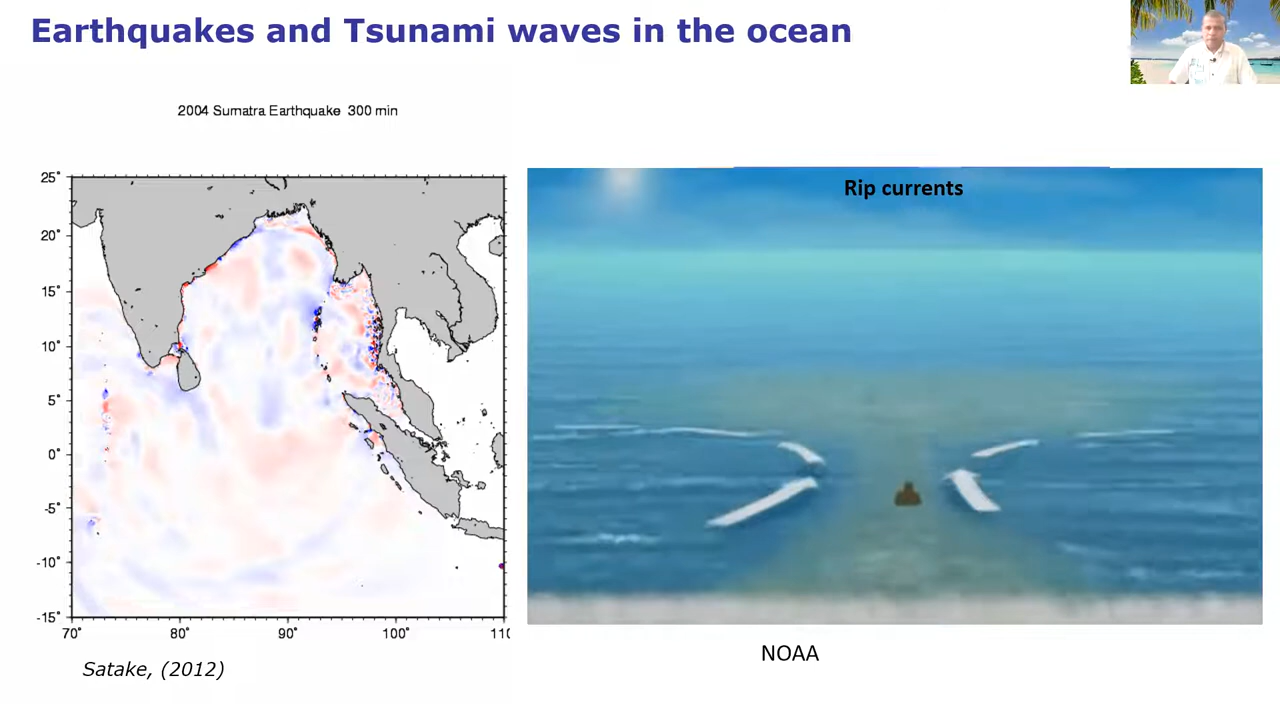 Earthquakes and Tsunami waves in the ocean
2004 Sumatra Earthquake 300 min
25°
20°
15°
10°
5°
0°
-5°
-10°
-15°
70° 80° 90° 100° 110
Satake, (2012)
Rip currents
NOAA